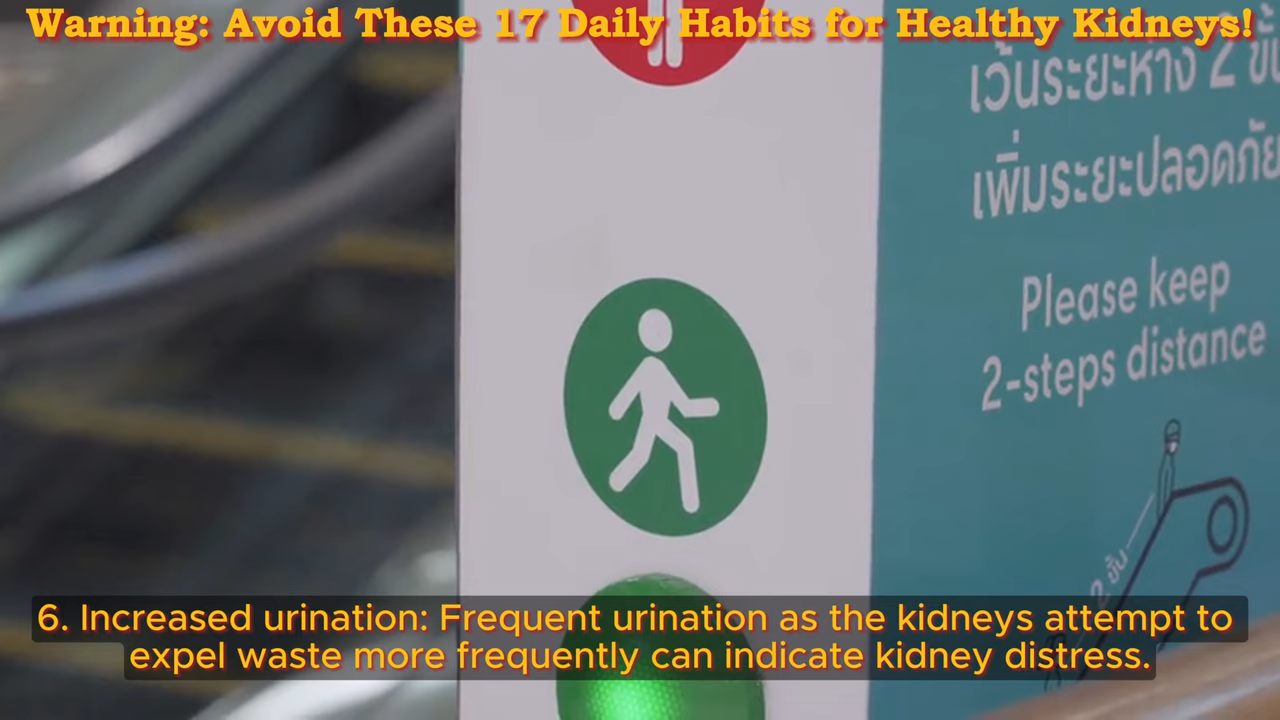 Warning: Avoid These 17 Daily Habits for Healthy Kidneys!
เว้นระยะห่าง 2 ขั้น
เพิ่มระยะปลอดภัย
Please keep
2-steps distance
2 ขั้น
6. Increased urination: Frequent urination as the kidneys attempt to
expel waste more frequently can indicate kidney distress.